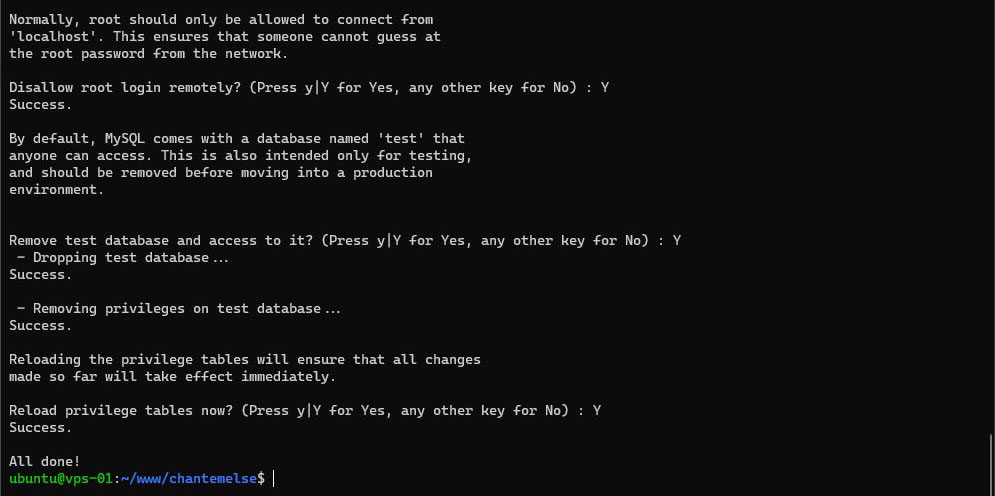 Normally, root should only be allowed to connect from
'localhost'. This ensures that someone cannot guess at
the root password from the network.
Disallow root login remotely? (Press y|Y for Yes, any other key for No) : Y
Success.
By default, MySQL comes with a database named 'test' that
anyone can access. This is also intended only for testing,
and should be removed before moving into a production
environment.
Remove test database and access to it? (Press y|Y for Yes, any other key for No) : Y
 - Dropping test database...
Success.
 - Removing privileges on test database...
Success.
Reloading the privilege tables will ensure that all changes
made so far will take effect immediately.
Reload privilege tables now? (Press y|Y for Yes, any other key for No) : Y
Success.
All done!
ubuntu@vps-01:~/www/chantemelse$